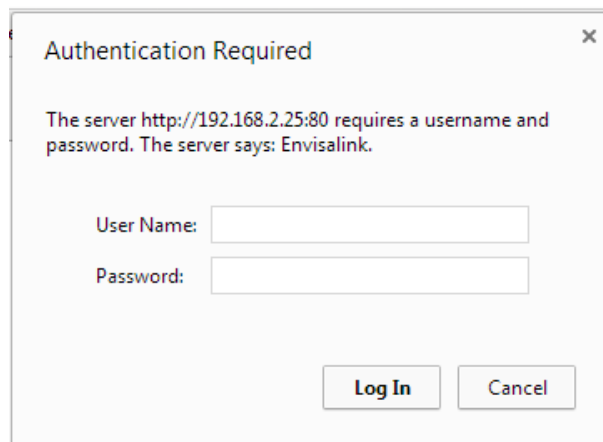 Authentication Required
The server http://192.168.2.25:80 requires a username and
password. The server says: Envisalink.
User Name:
Password:
Log In
Cancel